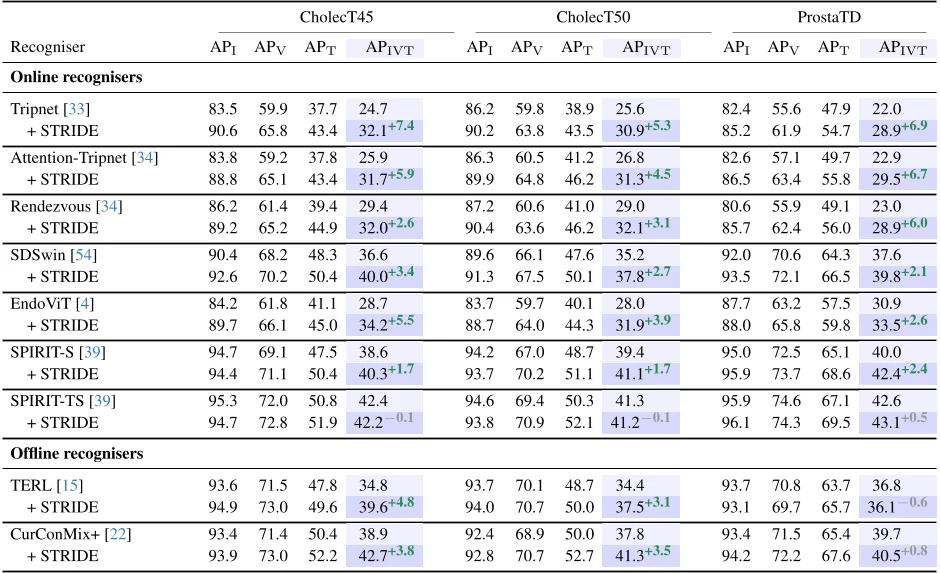 CholecT45 CholecT50 ProstaTD
Recogniser AP_I AP_V AP_T AP_IVT AP_I AP_V AP_T AP_IVT AP_I AP_V AP_T AP_IVT
Online recognisers
Tripnet [33] 83.5 59.9 37.7 24.7 86.2 59.8 38.9 25.6 82.4 55.6 47.9 22.0
+ STRIDE 90.6 65.8 43.4 32.1+7.4 90.2 63.8 43.5 30.9+5.3 85.2 61.9 54.7 28.9+6.9
Attention-Tripnet [34] 83.8 59.2 37.8 25.9 86.3 60.5 41.2 26.8 82.6 57.1 49.7 22.9
+ STRIDE 88.8 65.1 43.4 31.7+5.9 89.9 64.8 46.2 31.3+4.5 86.5 63.4 55.8 29.5+6.7
Rendezvous [34] 86.2 61.4 39.4 29.4 87.2 60.6 41.0 29.0 80.6 55.9 49.1 23.0
+ STRIDE 89.2 65.2 44.9 32.0+2.6 90.4 63.6 46.2 32.1+3.1 85.7 62.4 56.0 28.9+6.0
SDSwin [54] 90.4 68.2 48.3 36.6 89.6 66.1 47.6 35.2 92.0 70.6 64.3 37.6
+ STRIDE 92.6 70.2 50.4 40.0+3.4 91.3 67.5 50.1 37.8+2.7 93.5 72.1 66.5 39.8+2.1
EndoViT [4] 84.2 61.8 41.1 28.7 83.7 59.7 40.1 28.0 87.7 63.2 57.5 30.9
+ STRIDE 89.7 66.1 45.0 34.2+5.5 88.7 64.0 44.3 31.9+3.9 88.0 65.8 59.8 33.5+2.6
SPIRIT-S [39] 94.7 69.1 47.5 38.6 94.2 67.0 48.7 39.4 95.0 72.5 65.1 40.0
+ STRIDE 94.4 71.1 50.4 40.3+1.7 93.7 70.2 51.1 41.1+1.7 95.9 73.7 68.6 42.4+2.4
SPIRIT-TS [39] 95.3 72.0 50.8 42.4 94.6 69.4 50.3 41.3 95.9 74.6 67.1 42.6
+ STRIDE 94.7 72.8 51.9 42.2−0.1 93.8 70.9 52.1 41.2−0.1 96.1 74.3 69.5 43.1+0.5
Offline recognisers
TERL [15] 93.6 71.5 47.8 34.8 93.7 70.1 48.7 34.4 93.7 70.8 63.7 36.8
+ STRIDE 94.9 73.0 49.6 39.6+4.8 94.0 70.7 50.0 37.5+3.1 93.1 69.7 65.7 36.1−0.6
CurConMix+ [22] 93.4 71.4 50.4 38.9 92.4 68.9 50.0 37.8 93.4 71.5 65.4 39.7
+ STRIDE 93.9 73.0 52.2 42.7+3.8 92.8 70.7 52.7 41.3+3.5 94.2 72.2 67.6 40.5+0.8